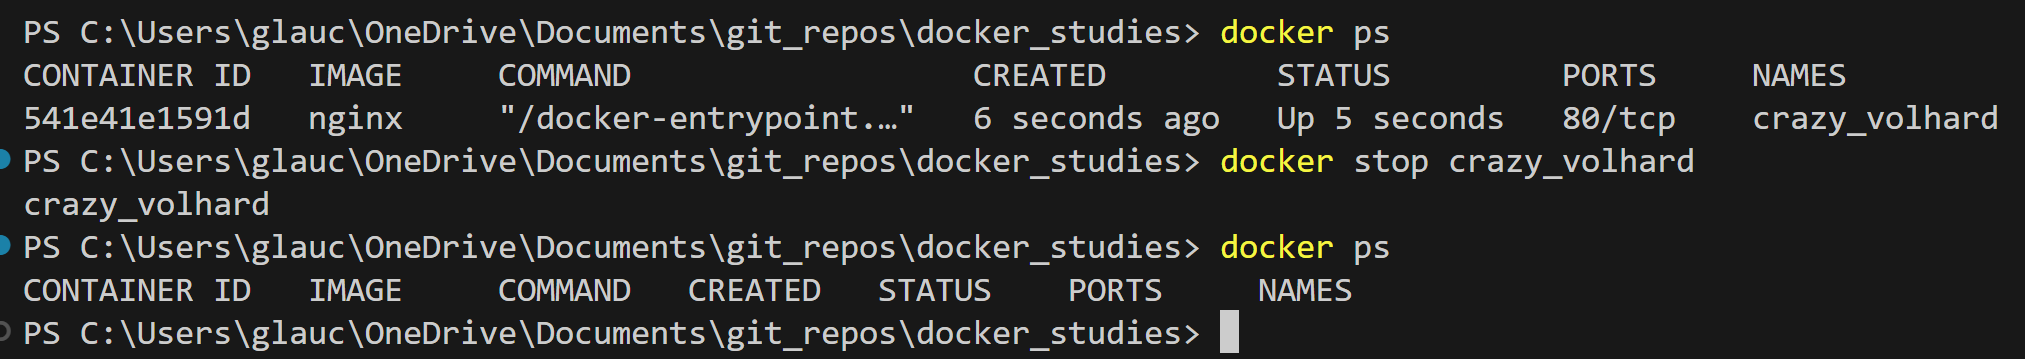 PS C:\Users\glauc\OneDrive\Documents\git_repos\docker_studies> docker ps
CONTAINER ID   IMAGE     COMMAND                  CREATED         STATUS         PORTS     NAMES
541e41e1591d   nginx     "/docker-entrypoint.…"   6 seconds ago   Up 5 seconds   80/tcp    crazy_volhard
PS C:\Users\glauc\OneDrive\Documents\git_repos\docker_studies> docker stop crazy_volhard
crazy_volhard
PS C:\Users\glauc\OneDrive\Documents\git_repos\docker_studies> docker ps
CONTAINER ID   IMAGE     COMMAND   CREATED   STATUS    PORTS     NAMES
PS C:\Users\glauc\OneDrive\Documents\git_repos\docker_studies>